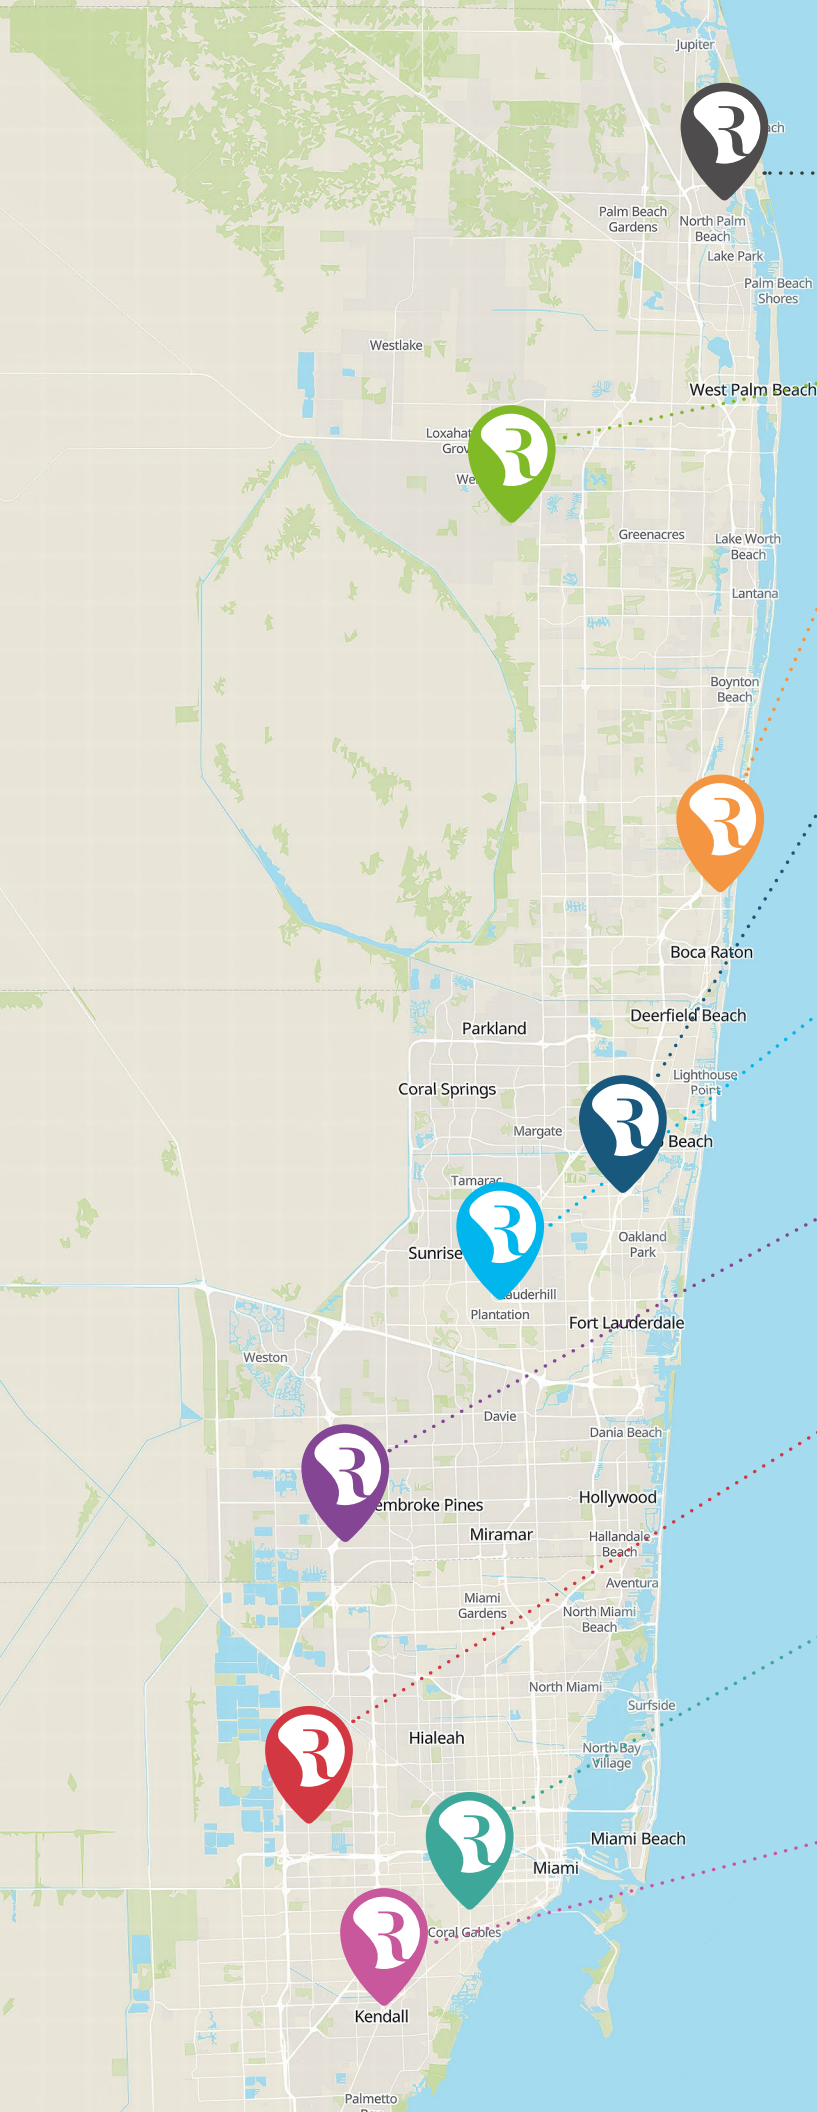 Jupiter
R
Palm Beach
Gardens
North Palm
Beach
Lake Park
Palm Beach
Shores
Westlake
West Palm Beach
R
Greenacres
Lake Worth
Beach
Lantana
Boynton
Beach
R
Boca Raton
Deerfield Beach
Parkland
Lighthouse
Point
Coral Springs
R
Margate
Beach
Tamarac
R
Sunrise
Oakland
Park
auderhill
Plantation
Fort Lauderdale
Weston
Davie
Dania Beach
R
embroke Pines
Hollywood
Miramar
Hallandale
Beach
Aventura
Miami
Gardens
North Miami
Beach
North Miami
Surfside
R
Hialeah
North Bay
Village
R
Miami Beach
Miami
R
Coral Gables
Kendall
Palmetto